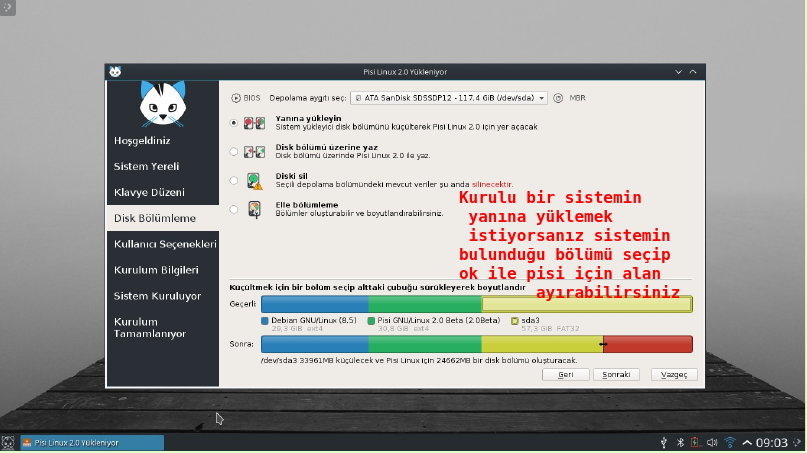 Pisi Linux 2.0 Yükleniyor
BIOS Depolama aygıtı seç: ATA SanDisk SDSSDP12 - 117,4 GiB (/dev/sda) MBR
Hoşgeldiniz
Sistem Yereli
Klavye Düzeni
Disk Bölümleme
Kullanıcı Seçenekleri
Kurulum Bilgileri
Sistem Kuruluyor
Kurulum
Tamamlanıyor
Yanına yükleyin
Sistem yükleyici disk bölümünü küçülterek Pisi Linux 2.0 için yer açacak
Disk bölümü üzerine yaz
Disk bölümü üzerinde Pisi Linux 2.0 ile yaz.
Diski sil
Seçili depolama bölümündeki mevcut veriler şu anda silinecektir.
Elle bölümleme
Bölümler oluşturabilir ve boyutlandırabilirsiniz.
Kurulu bir sistemin
yanına yüklemek
istiyorsanız sistemin
bulunduğu bölümü seçip
ok ile pisi için alan
ayırabilirsiniz
Küçültmek için bir bölüm seçip alttaki çubuğu sürükleyerek boyutlandır
Geçerli:
Debian GNU/Linux (8.5) Pisi GNU/Linux 2.0 Beta (2.0Beta) sda3
29,3 GiB ext4 30,8 GiB ext4 57,3 GiB FAT32
Sonra:
/dev/sda3 33961MB küçülecek ve Pisi Linux için 24662MB bir disk bölümü oluşturacak.
Geri Sonraki Vazgeç
Pisi Linux 2.0 Yükleniyor 09:03